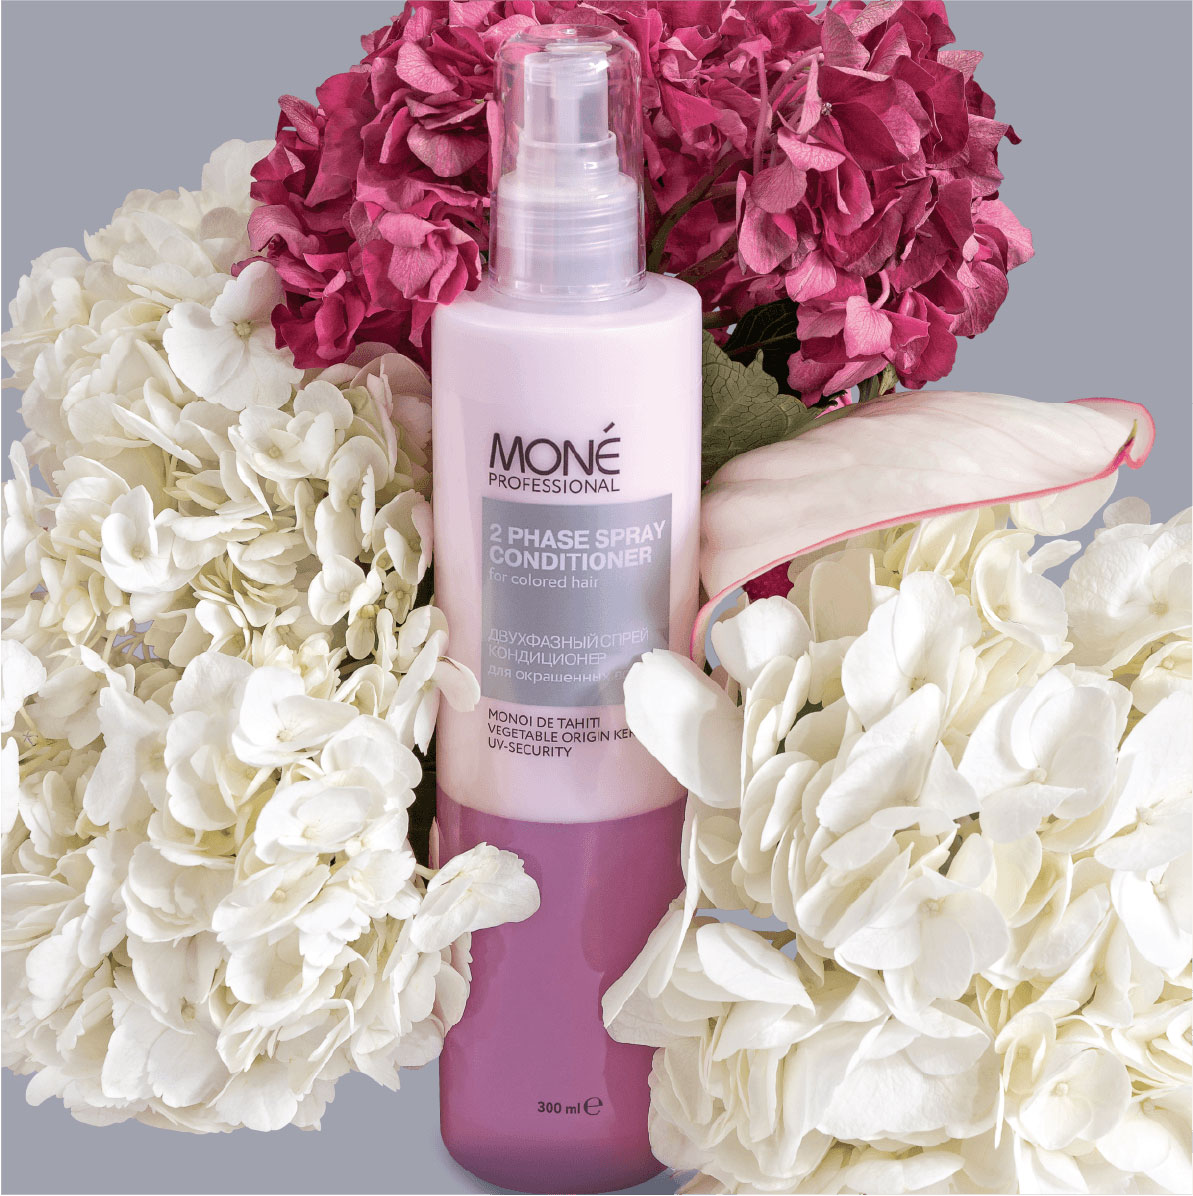 MONÉ
PROFESSIONAL
2 PHASE SPRAY
CONDITIONER
for colored hair
ДВУХФАЗНЫЙ СПРЕЙ
КОНДИЦИОНЕР
для окрашенных
MONOI DE TAHITI
VEGETABLE ORIGIN
UV-SECURITY
300 ml ℮